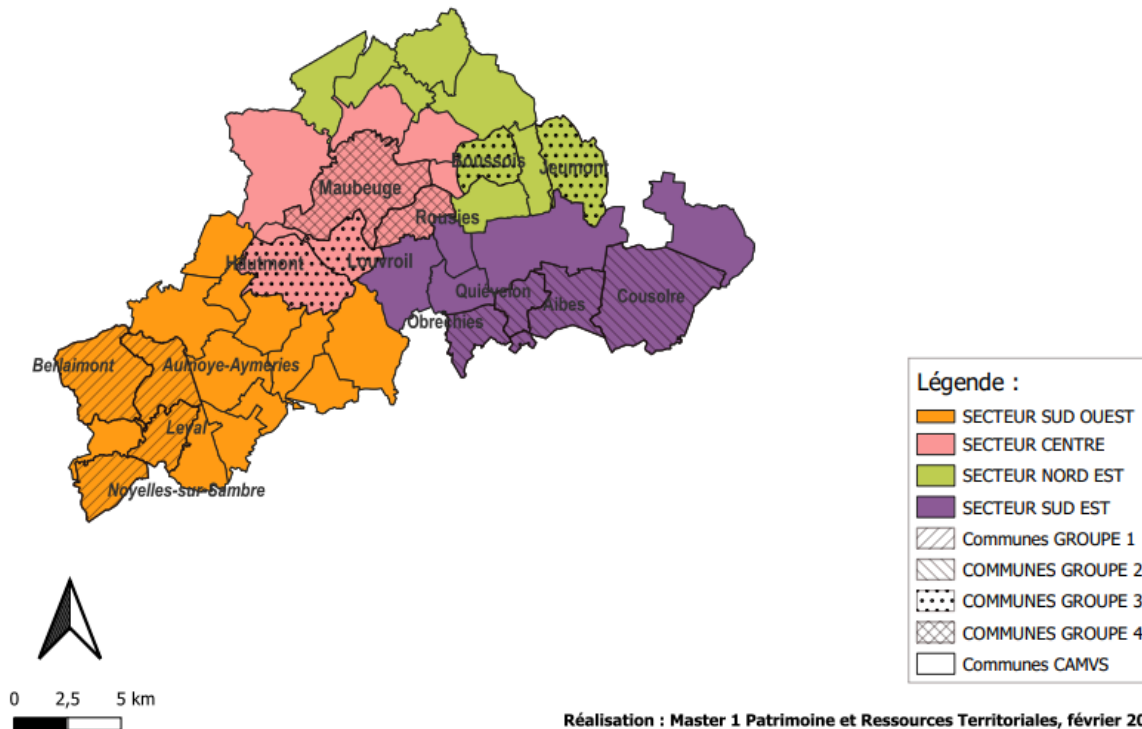 Boussois
Jeumont
Maubeuge
Rousies
Hautmont
Louvroil
Quiévelon
Aibes
Cousolre
Obrechies
Berlaimont
Aulnoye-Aymeries
Leval
Noyelles-sur-Sambre
Légende :
SECTEUR SUD OUEST
SECTEUR CENTRE
SECTEUR NORD EST
SECTEUR SUD EST
Communes GROUPE 1
COMMUNES GROUPE 2
COMMUNES GROUPE 3
COMMUNES GROUPE 4
Communes CAMVS
0 2,5 5 km
Réalisation : Master 1 Patrimoine et Ressources Territoriales, février 20